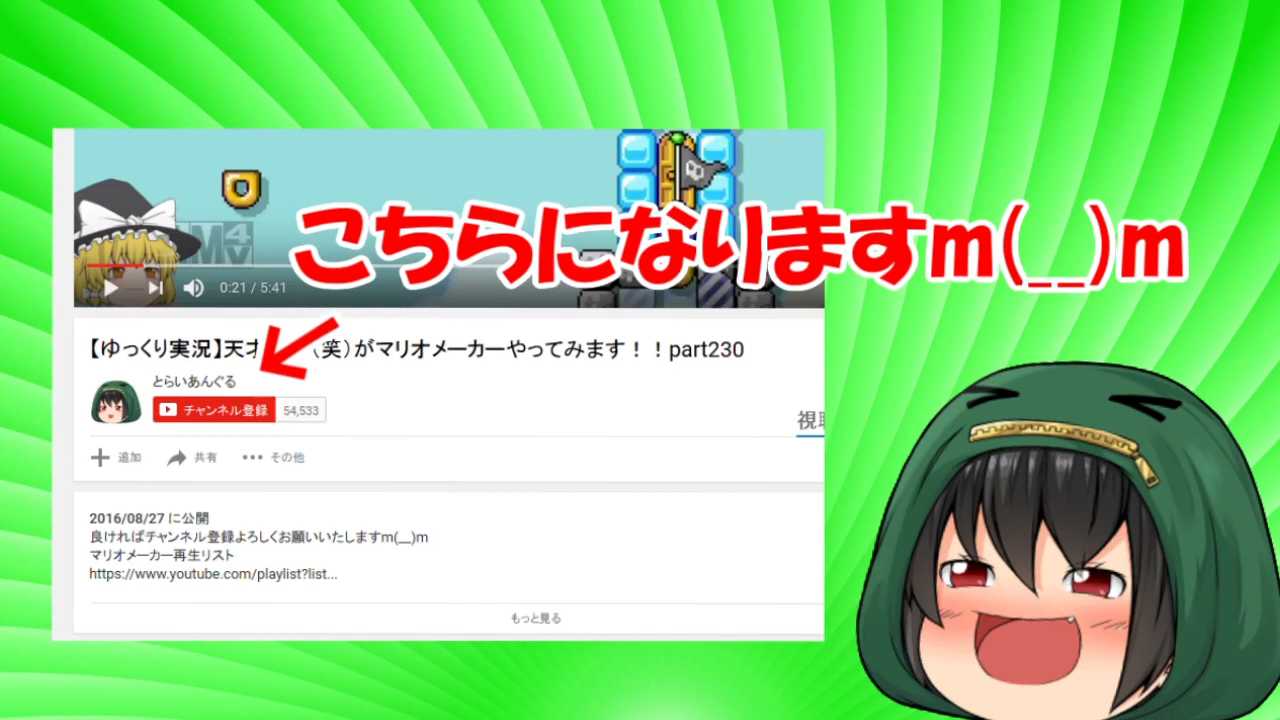 こちらになりますm(__)m
0:21 / 5:41
【ゆっくり実況】天才（笑）がマリオメーカーやってみます！！part230
とらいあんぐる
チャンネル登録 54,533
視聴
追加 共有 その他
2016/08/27 に公開
良ければチャンネル登録よろしくお願いいたしますm(__)m
マリオメーカー再生リスト
https://www.youtube.com/playlist?list...
もっと見る